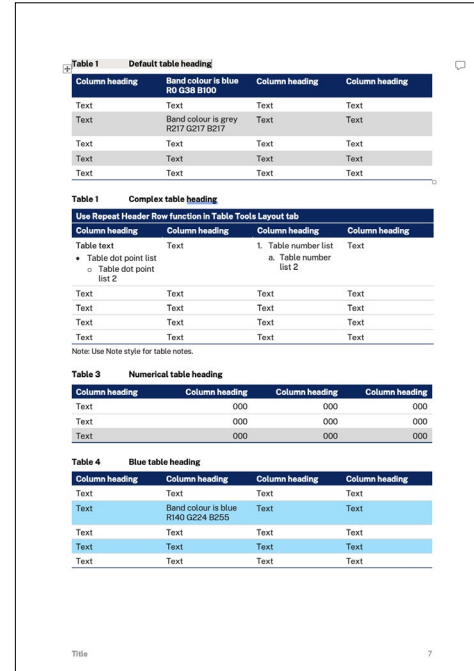 Table 1 Default table heading
Column heading Band colour is blue Column heading Column heading
R0 G38 B100
Text Text Text Text
Text Band colour is grey Text Text
R217 G217 B217
Text Text Text Text
Text Text Text Text
Text Text Text Text
Table 1 Complex table heading
Use Repeat Header Row function in Table Tools Layout tab
Column heading Column heading Column heading Column heading
Table text Text 1. Table number list Text
• Table dot point list a. Table number
o Table dot point list 2
list 2
Text Text Text Text
Text Text Text Text
Text Text Text Text
Text Text Text Text
Note: Use Note style for table notes.
Table 3 Numerical table heading
Column heading Column heading Column heading Column heading
Text 000 000 000
Text 000 000 000
Text 000 000 000
Table 4 Blue table heading
Column heading Column heading Column heading Column heading
Text Text Text Text
Text Band colour is blue Text Text
R140 G224 B255
Text Text Text Text
Text Text Text Text
Text Text Text Text
Title 7